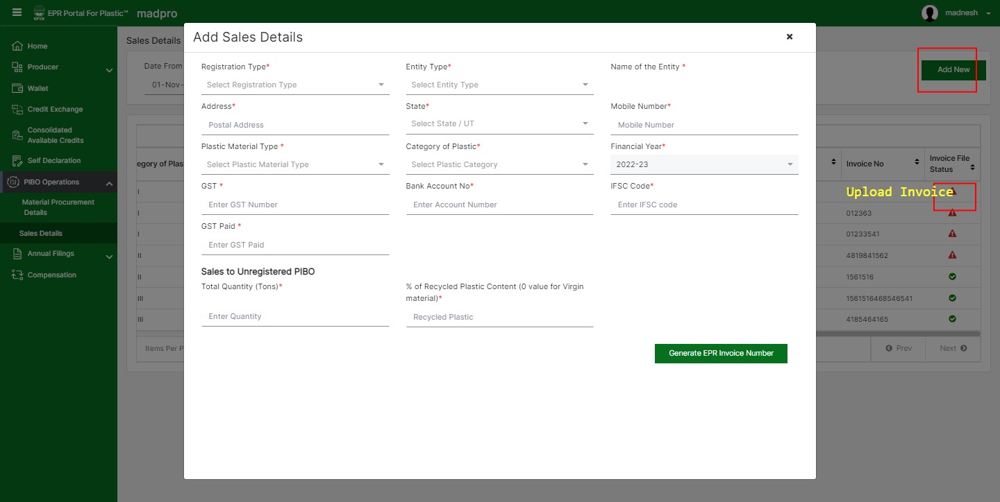 EPR Portal For Plastic™ madpro
madnesh
Home
Producer
Wallet
Credit Exchange
Consolidated
Available Credits
Self Declaration
PIBO Operations
Material Procurement
Details
Sales Details
Annual Filings
Compensation
Sales Details
Date From
01-Nov-
Add New
Add Sales Details
Registration Type* Entity Type* Name of the Entity *
Select Registration Type Select Entity Type
Address* State* Mobile Number*
Postal Address Select State / UT Mobile Number
Plastic Material Type * Category of Plastic* Financial Year*
Select Plastic Material Type Select Plastic Category 2022-23
GST * Bank Account No* IFSC Code*
Enter GST Number Enter Account Number Enter IFSC code
GST Paid *
Enter GST Paid
Sales to Unregistered PIBO
Total Quantity (Tons)* % of Recycled Plastic Content (0 value for Virgin
material)*
Enter Quantity Recycled Plastic
Generate EPR Invoice Number
egory of Plas
I
I
I
II
II
III
III
Items Per P
Invoice No Invoice File
Status
Upload Invoice
012363
01233541
4819841562
1561516
1561516468546541
4185464165
Prev Next